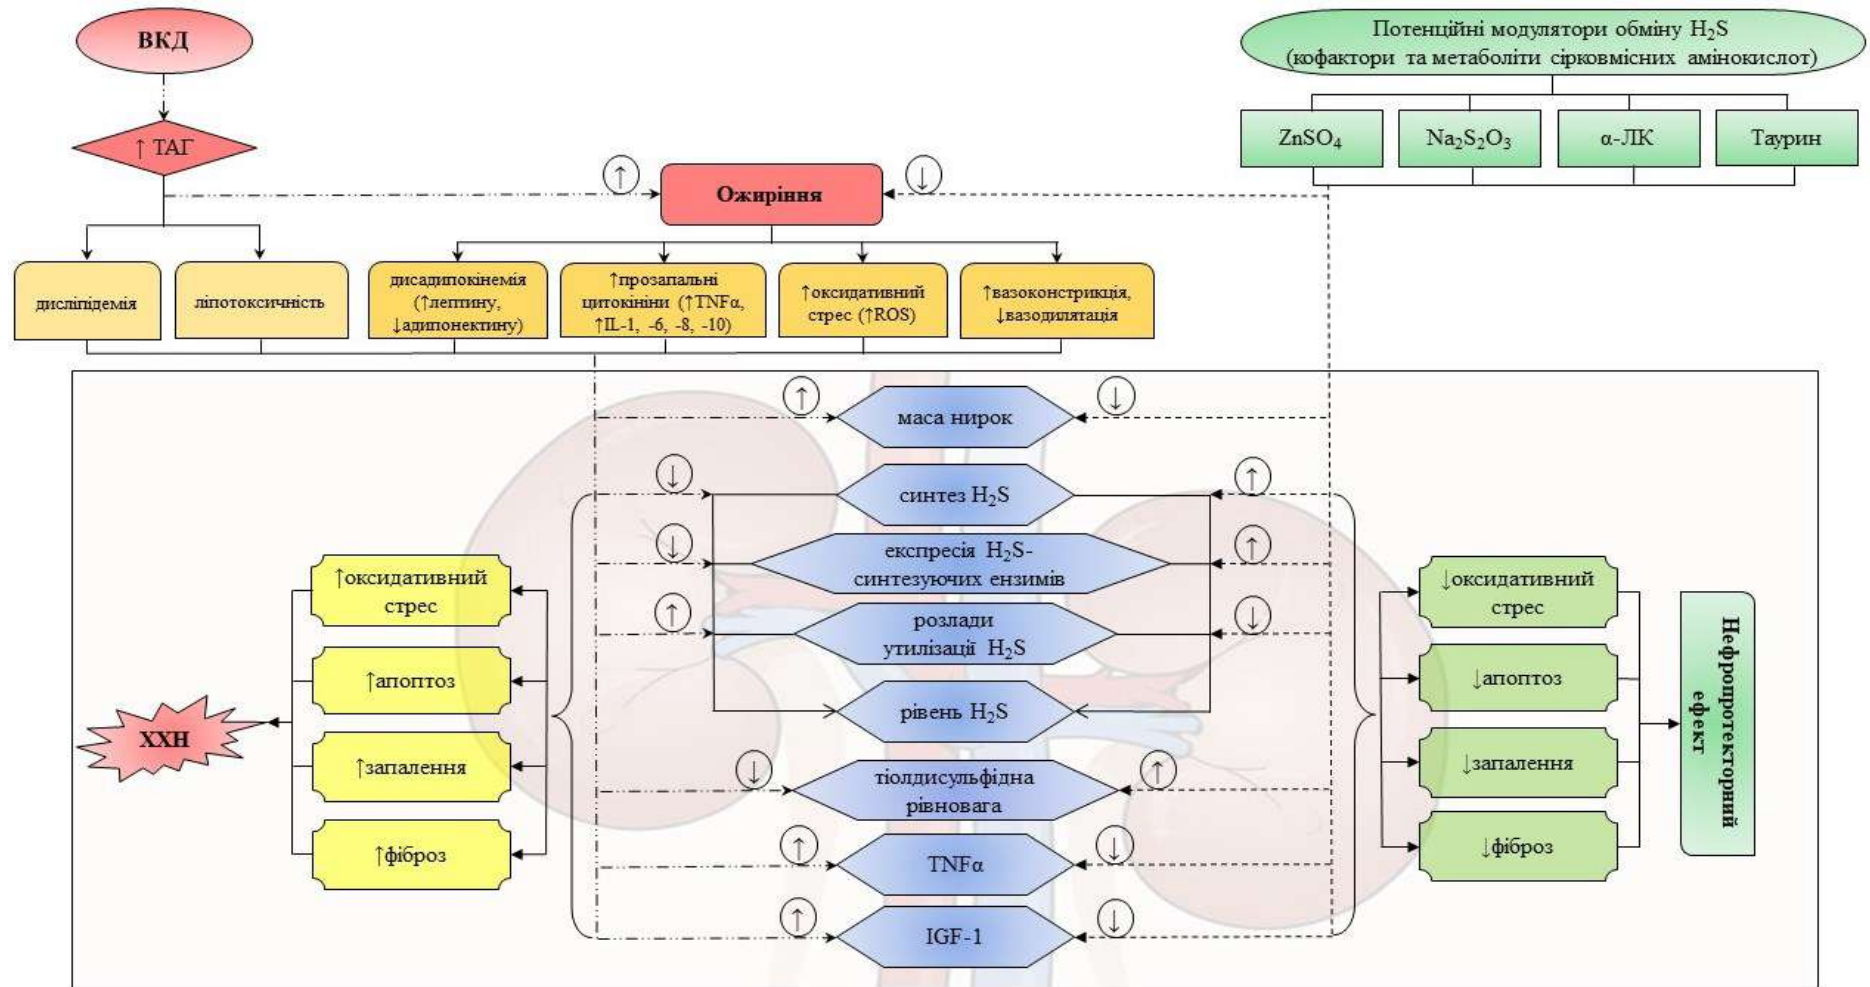 ВКД
Потенційні модулятори обміну H₂S
(кофактори та метаболіти сірковмісних амінокислот)
↑ ТАГ
ZnSO₄
Na₂S₂O₃
α-ЛК
Таурин
↑
Ожиріння
↓
дисліпідемія
ліпотоксичність
дисадипокінемія
(↑лептину,
↓адипонектину)
↑прозапальні
цитокініни (↑TNFα,
↑IL-1, -6, -8, -10)
↑оксидативний
стрес (↑ROS)
↑вазоконстрикція,
↓вазодилятація
↑
маса нирок
↓
↓
синтез H₂S
↑
↓
експресія H₂S-
синтезуючих ензимів
↑
↑
розлади
утилізації H₂S
↓
рівень H₂S
↓
тіолдисульфідна
рівновага
↑
↑
TNFα
↓
↑
IGF-1
↓
↑оксидативний
стрес
↑апоптоз
↑запалення
↑фіброз
ХХН
↓оксидативний
стрес
↓апоптоз
↓запалення
↓фіброз
Нефропротекторний
ефект